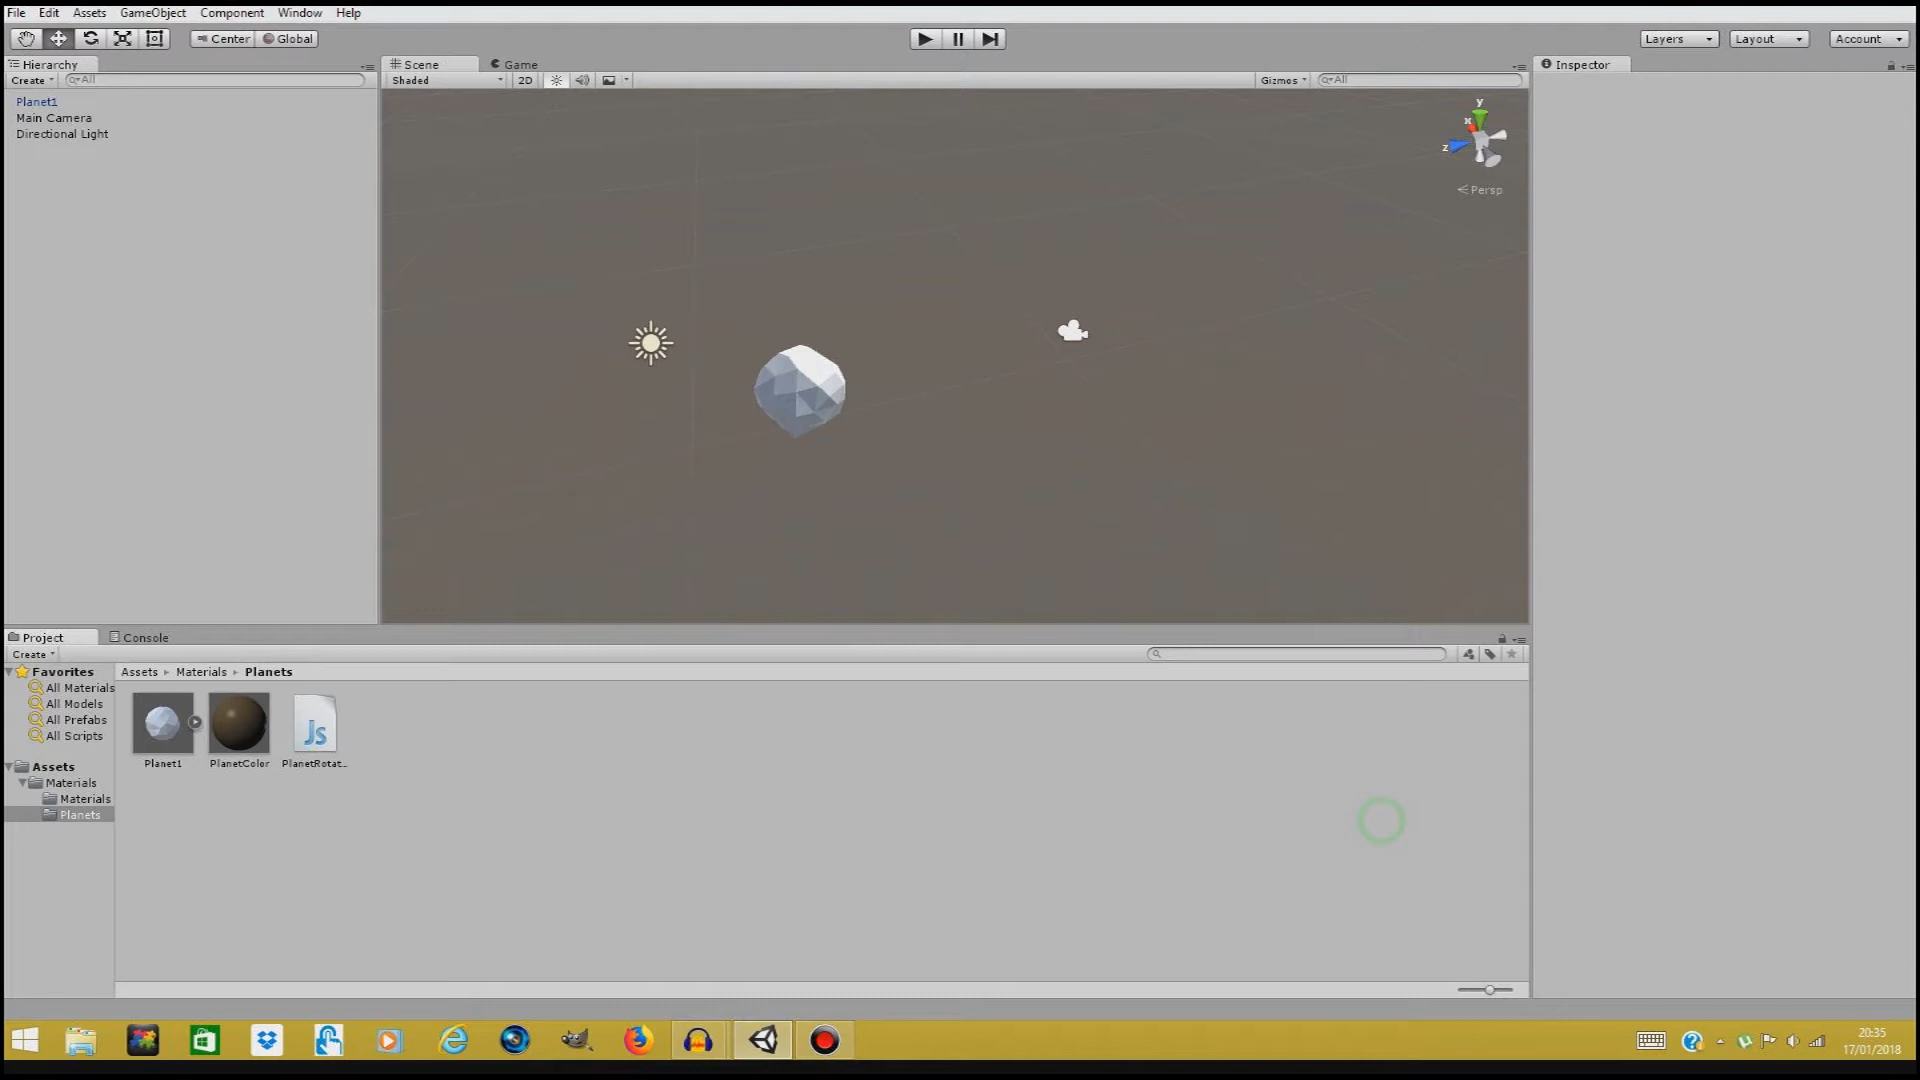 File Edit Assets GameObject Component Window Help
Center Global
Layers Layout Account
Hierarchy
Create All
Planet1
Main Camera
Directional Light
Scene Game
Shaded 2D Gizmos All
y
x
z
Persp
Inspector
Project Console
Create
Favorites
All Materials
All Models
All Prefabs
All Scripts
Assets
Materials
Materials
Planets
Assets Materials Planets
Js
Planet1 PlanetColor PlanetRotat...
20:35
17/01/2018